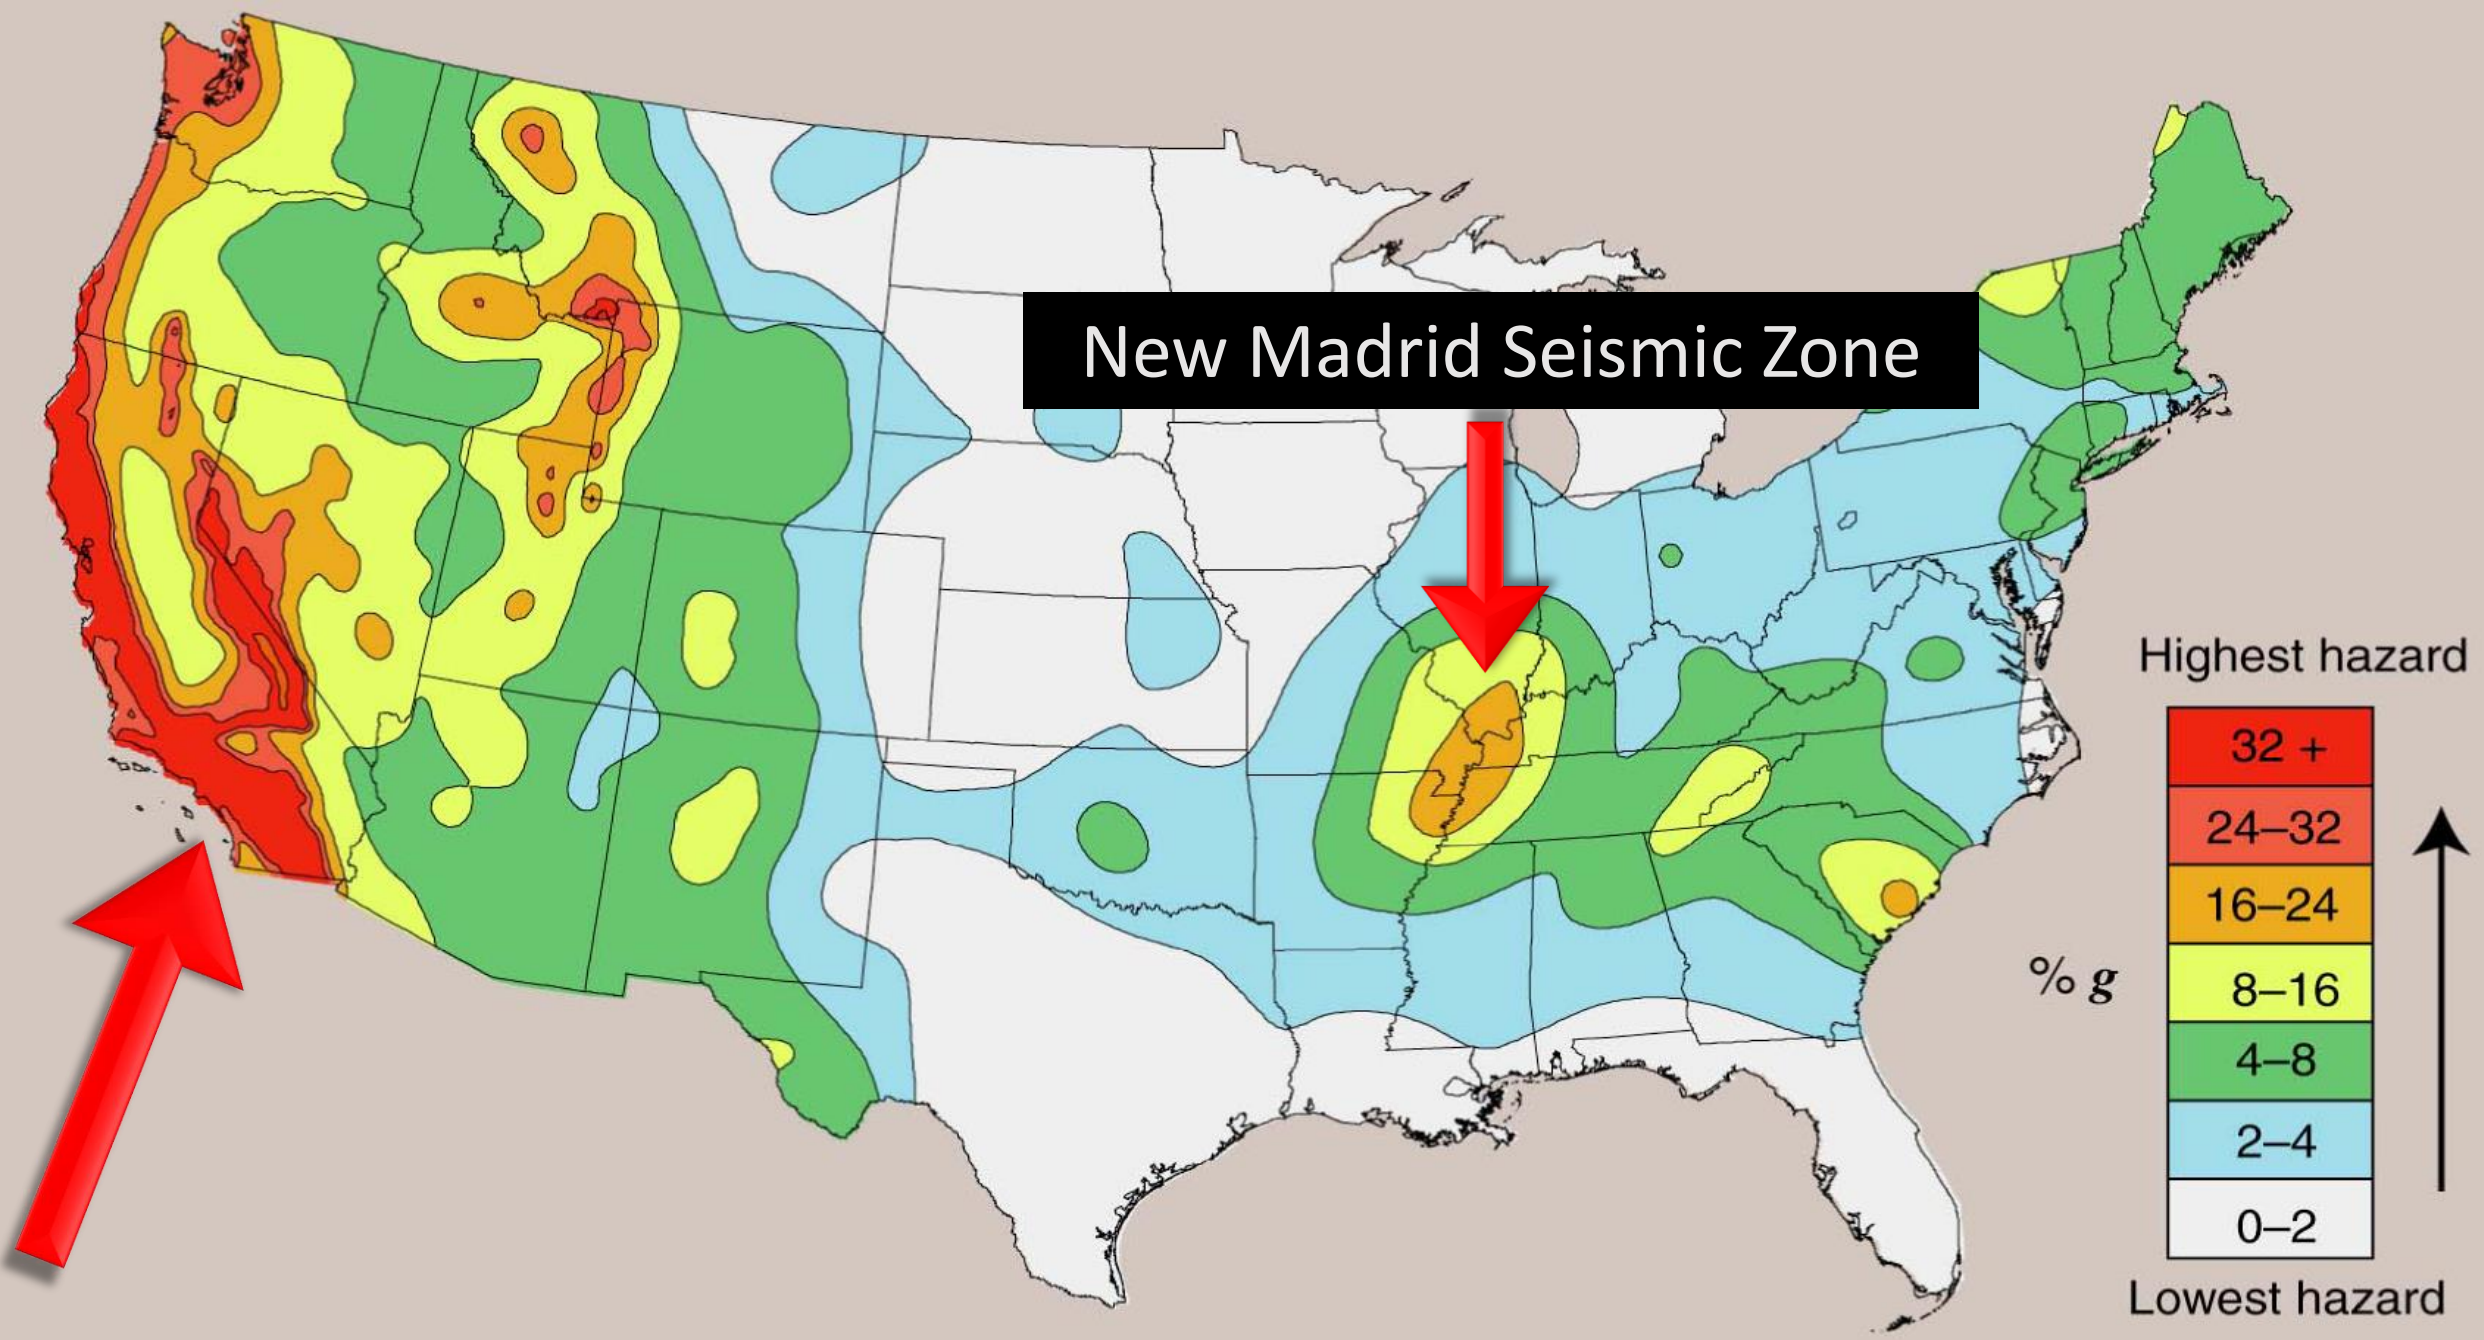 New Madrid Seismic Zone
Highest hazard
32 +
24–32
16–24
8–16
% g
4–8
2–4
0–2
Lowest hazard